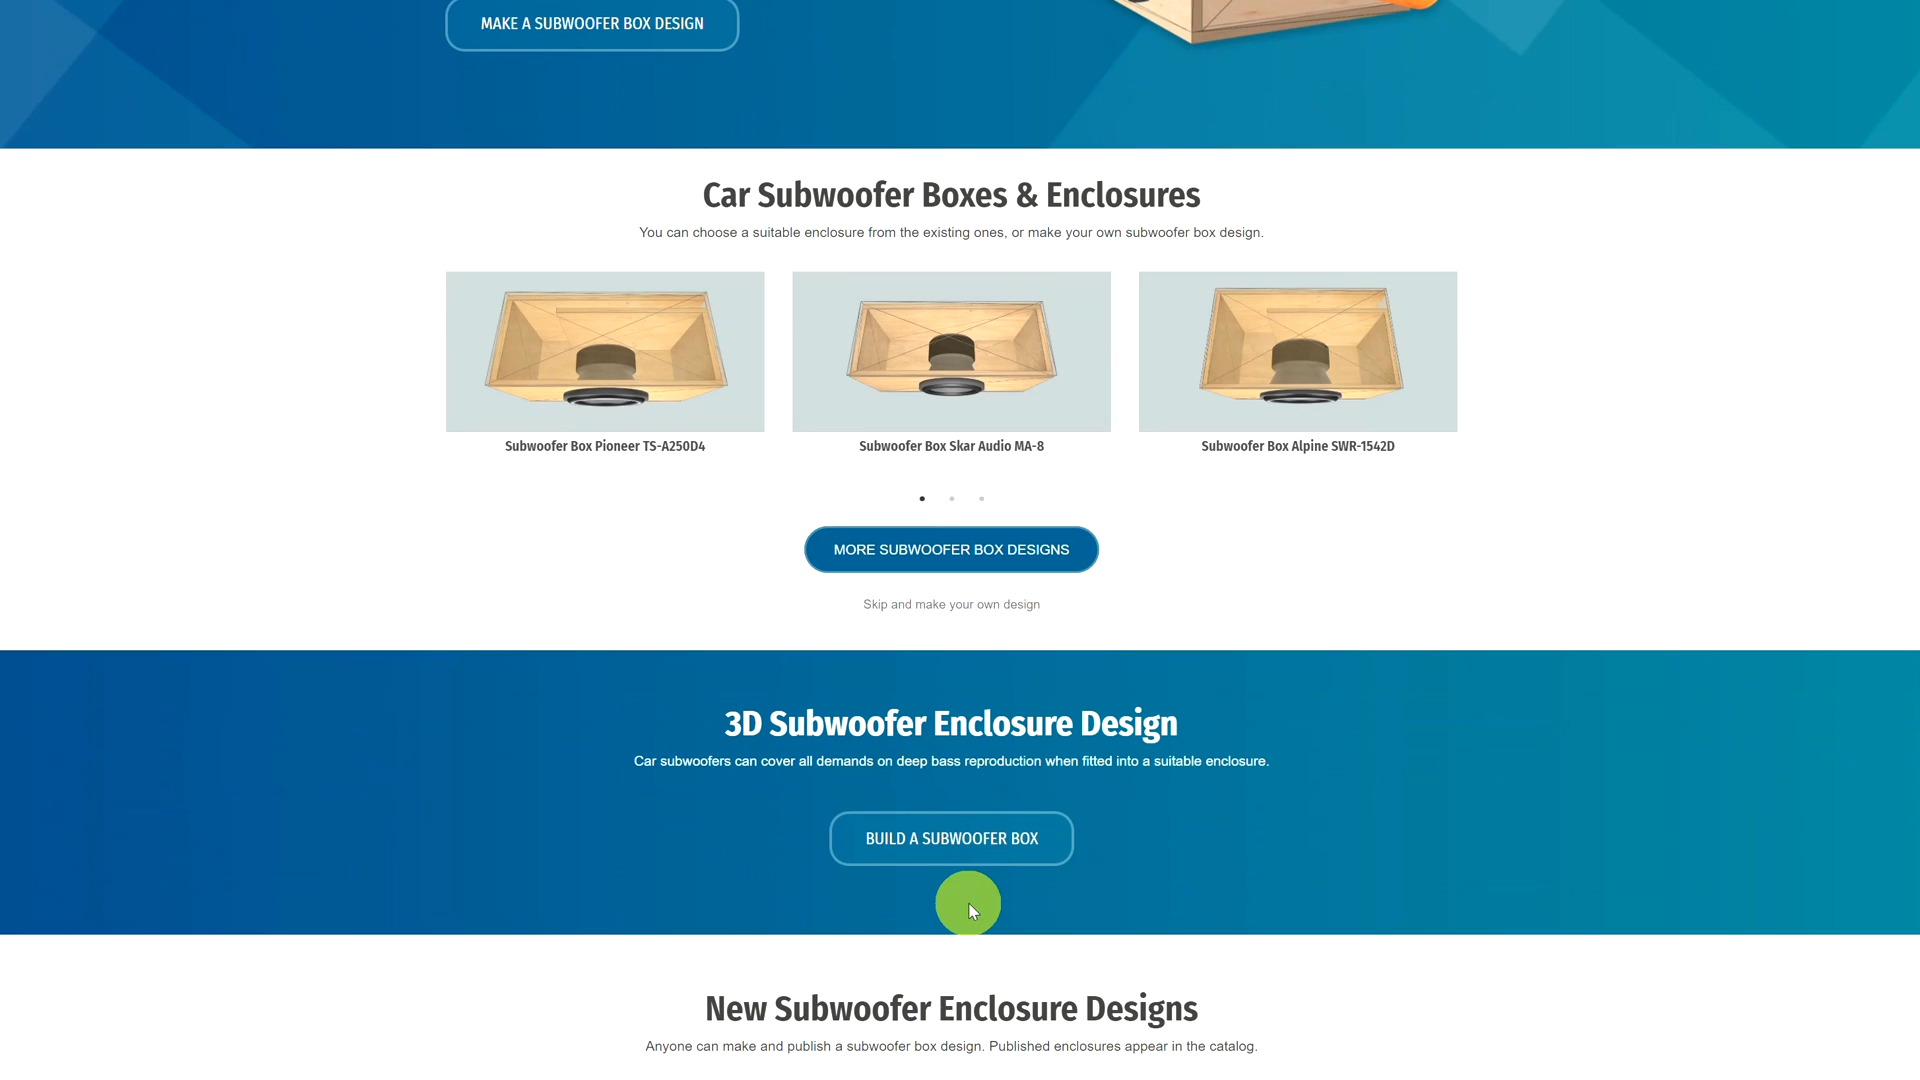 MAKE A SUBWOOFER BOX DESIGN
Car Subwoofer Boxes & Enclosures
You can choose a suitable enclosure from the existing ones, or make your own subwoofer box design.
Subwoofer Box Pioneer TS-A250D4
Subwoofer Box Skar Audio MA-8
Subwoofer Box Alpine SWR-1542D
MORE SUBWOOFER BOX DESIGNS
Skip and make your own design
3D Subwoofer Enclosure Design
Car subwoofers can cover all demands on deep bass reproduction when fitted into a suitable enclosure.
BUILD A SUBWOOFER BOX
New Subwoofer Enclosure Designs
Anyone can make and publish a subwoofer box design. Published enclosures appear in the catalog.